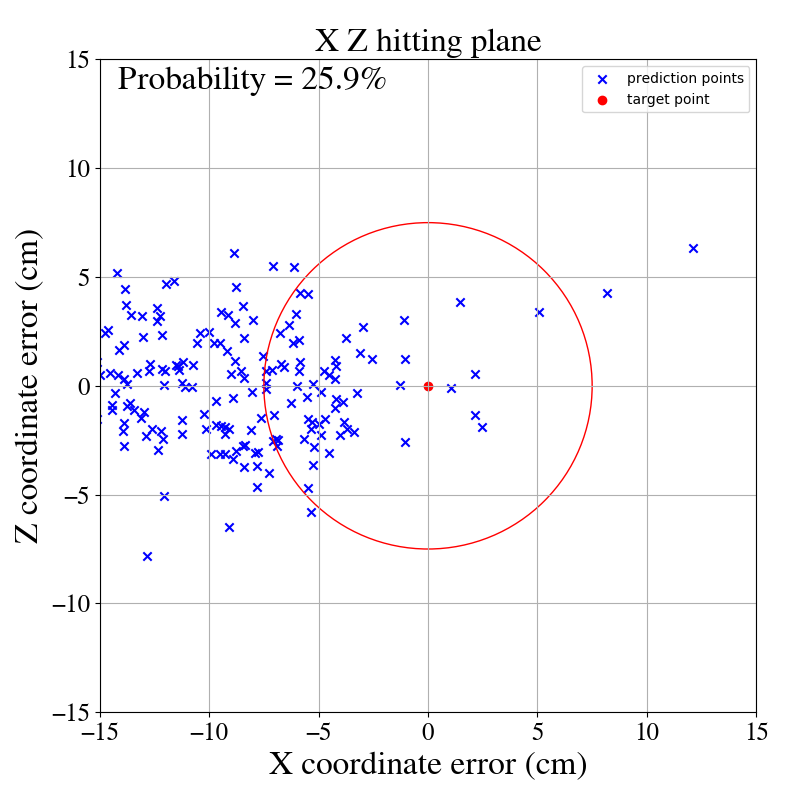 X Z hitting plane
Probability = 25.9%
prediction points
target point
15
10
5
0
−5
−10
−15
Z coordinate error (cm)
−15 −10 −5 0 5 10 15
X coordinate error (cm)